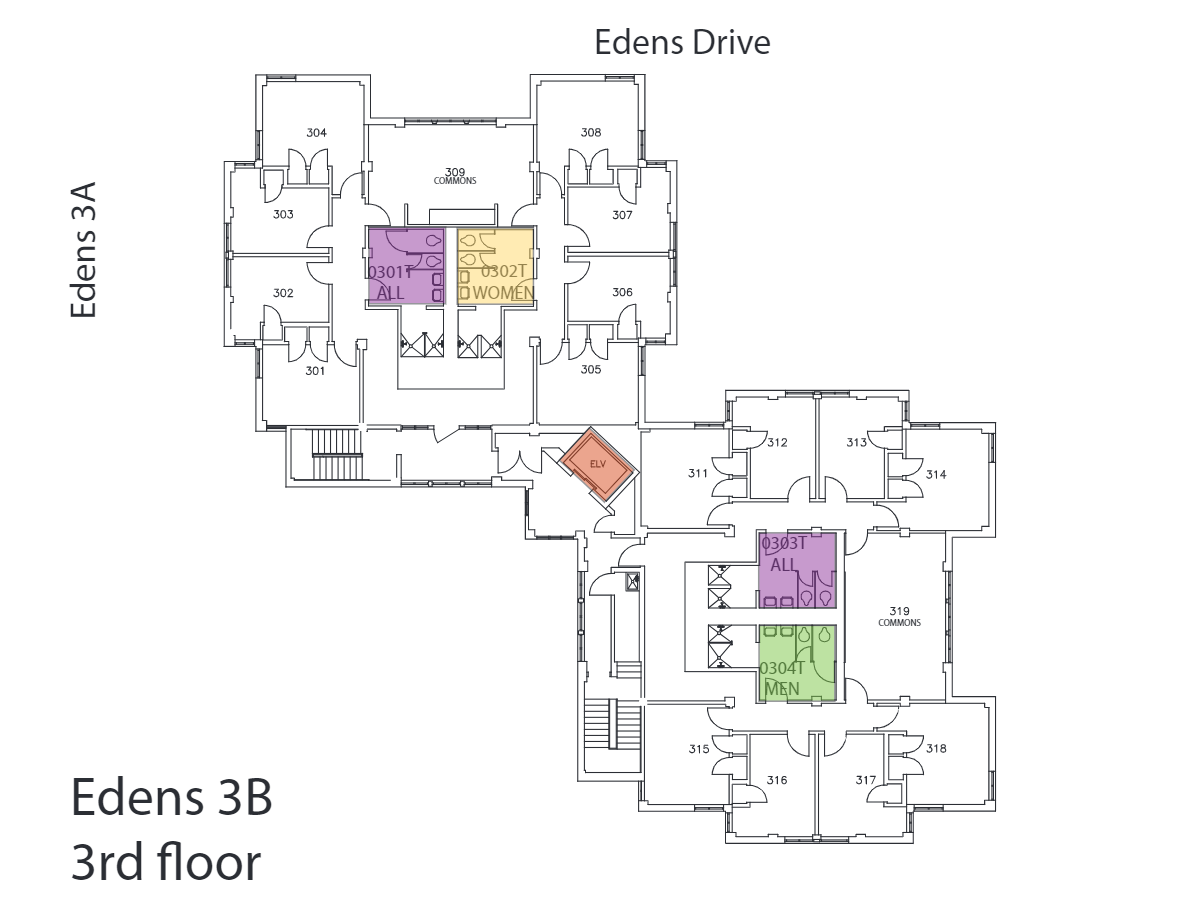 Edens Drive
Edens 3A
304
308
309
COMMONS
303
307
0301T
ALL
0302T
WOMEN
302
306
301
305
ELV
311
312
313
314
0303T
ALL
319
COMMONS
0304T
MEN
315
316
317
318
Edens 3B
3rd floor